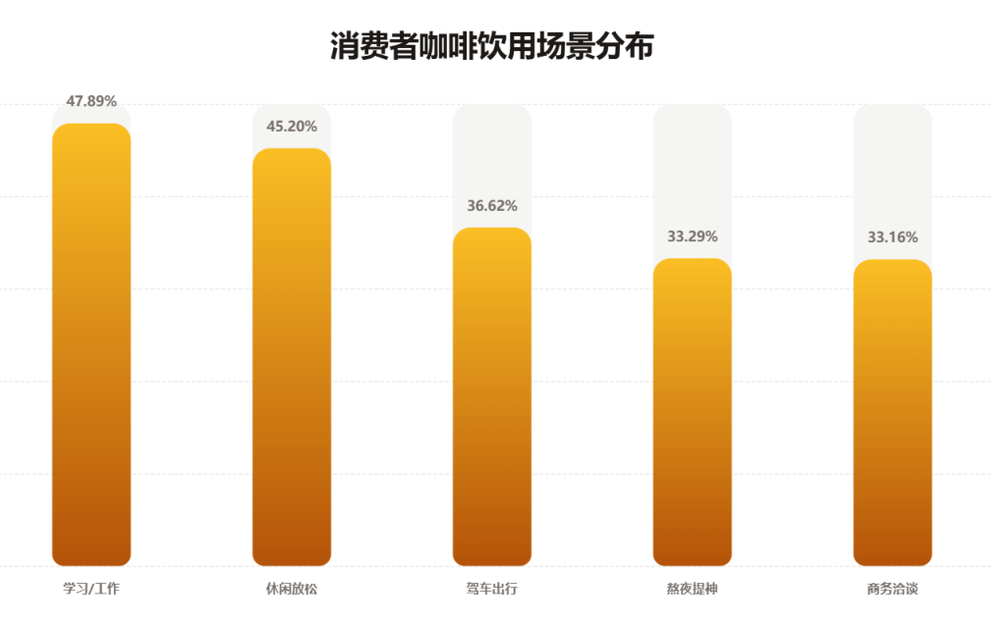 消费者咖啡饮用场景分布
47.89%
45.20%
36.62%
33.29%
33.16%
学习/工作
休闲放松
驾车出行
熬夜提神
商务洽谈